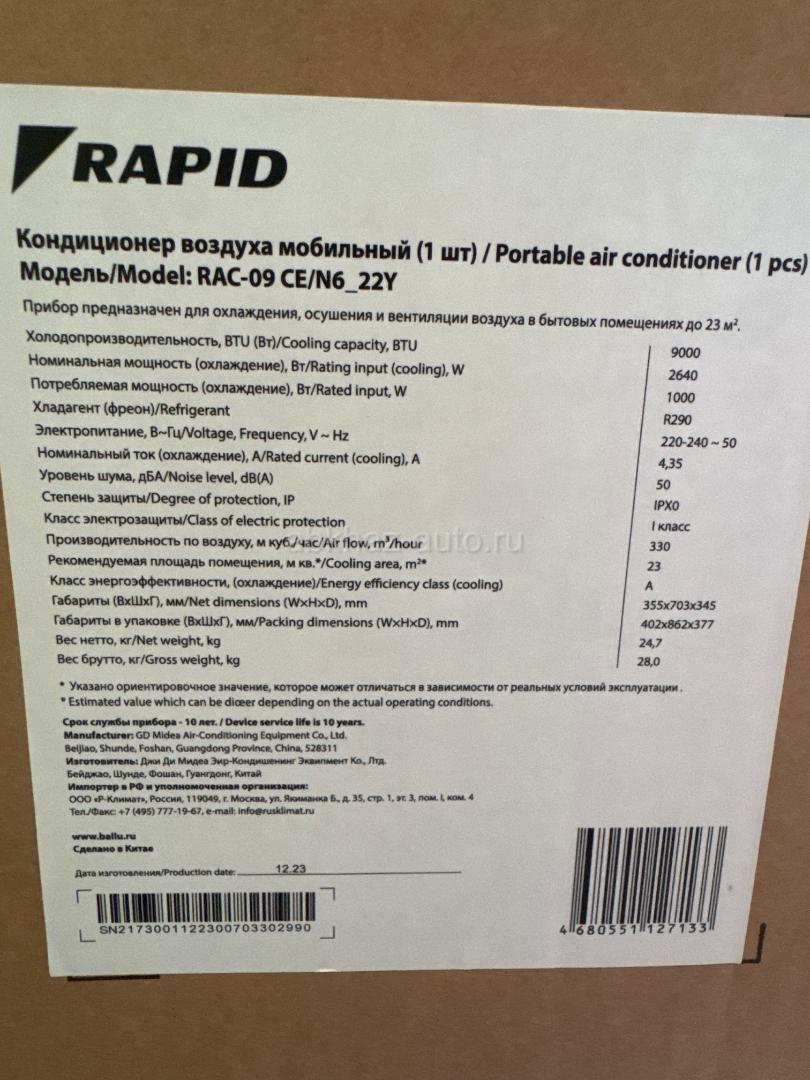 RAPID
Кондиционер воздуха мобильный (1 шт) / Portable air conditioner (1 pcs)
Модель/Model: RAC-09 CE/N6_22Y
Прибор предназначен для охлаждения, осушения и вентиляции воздуха в бытовых помещениях до 23 м².
Холодопроизводительность, BTU (Вт)/Cooling capacity, BTU 9000
Номинальная мощность (охлаждение), Вт/Rating input (cooling), W 2640
Потребляемая мощность (охлаждение), Вт/Rated input, W 1000
Хладагент (фреон)/Refrigerant R290
Электропитание, В~Гц/Voltage, Frequency, V ~ Hz 220-240 ~ 50
Номинальный ток (охлаждение), А/Rated current (cooling), A 4,35
Уровень шума, дБА/Noise level, dB(A) 50
Степень защиты/Degree of protection, IP IPX0
Класс электрозащиты/Class of electric protection I класс
Производительность по воздуху, м куб./час/Air flow, m³/hour 330
Рекомендуемая площадь помещения, м кв.*/Cooling area, m²* 23
Класс энергоэффективности, (охлаждение)/Energy efficiency class (cooling) A
Габариты (ВхШхГ), мм/Net dimensions (W×H×D), mm 355x703x345
Габариты в упаковке (ВхШхГ), мм/Packing dimensions (W×H×D), mm 402x862x377
Вес нетто, кг/Net weight, kg 24,7
Вес брутто, кг/Gross weight, kg 28,0
* Указано ориентировочное значение, которое может отличаться в зависимости от реальных условий эксплуатации .
* Estimated value which can be diœer depending on the actual operating conditions.
Срок службы прибора - 10 лет. / Device service life is 10 years.
Manufacturer: GD Midea Air-Conditioning Equipment Co., Ltd.
Beijiao, Shunde, Foshan, Guangdong Province, China, 528311
Изготовитель: Джи Ди Мидеа Эир-Кондишенинг Эквипмент Ко., Лтд.
Бейджао, Шунде, Фошан, Гуангдонг, Китай
Импортер в РФ и уполномоченная организация:
ООО «Р-Климат», Россия, 119049, г. Москва, ул. Якиманка Б., д. 35, стр. 1, эт. 3, пом. I, ком. 4
Тел./Факс: +7 (495) 777-19-67, e-mail: info@rusklimat.ru
www.ballu.ru
Сделано в Китае
Дата изготовления/Production date: 12.23
SN2173001122300703302990
4 680551 127133